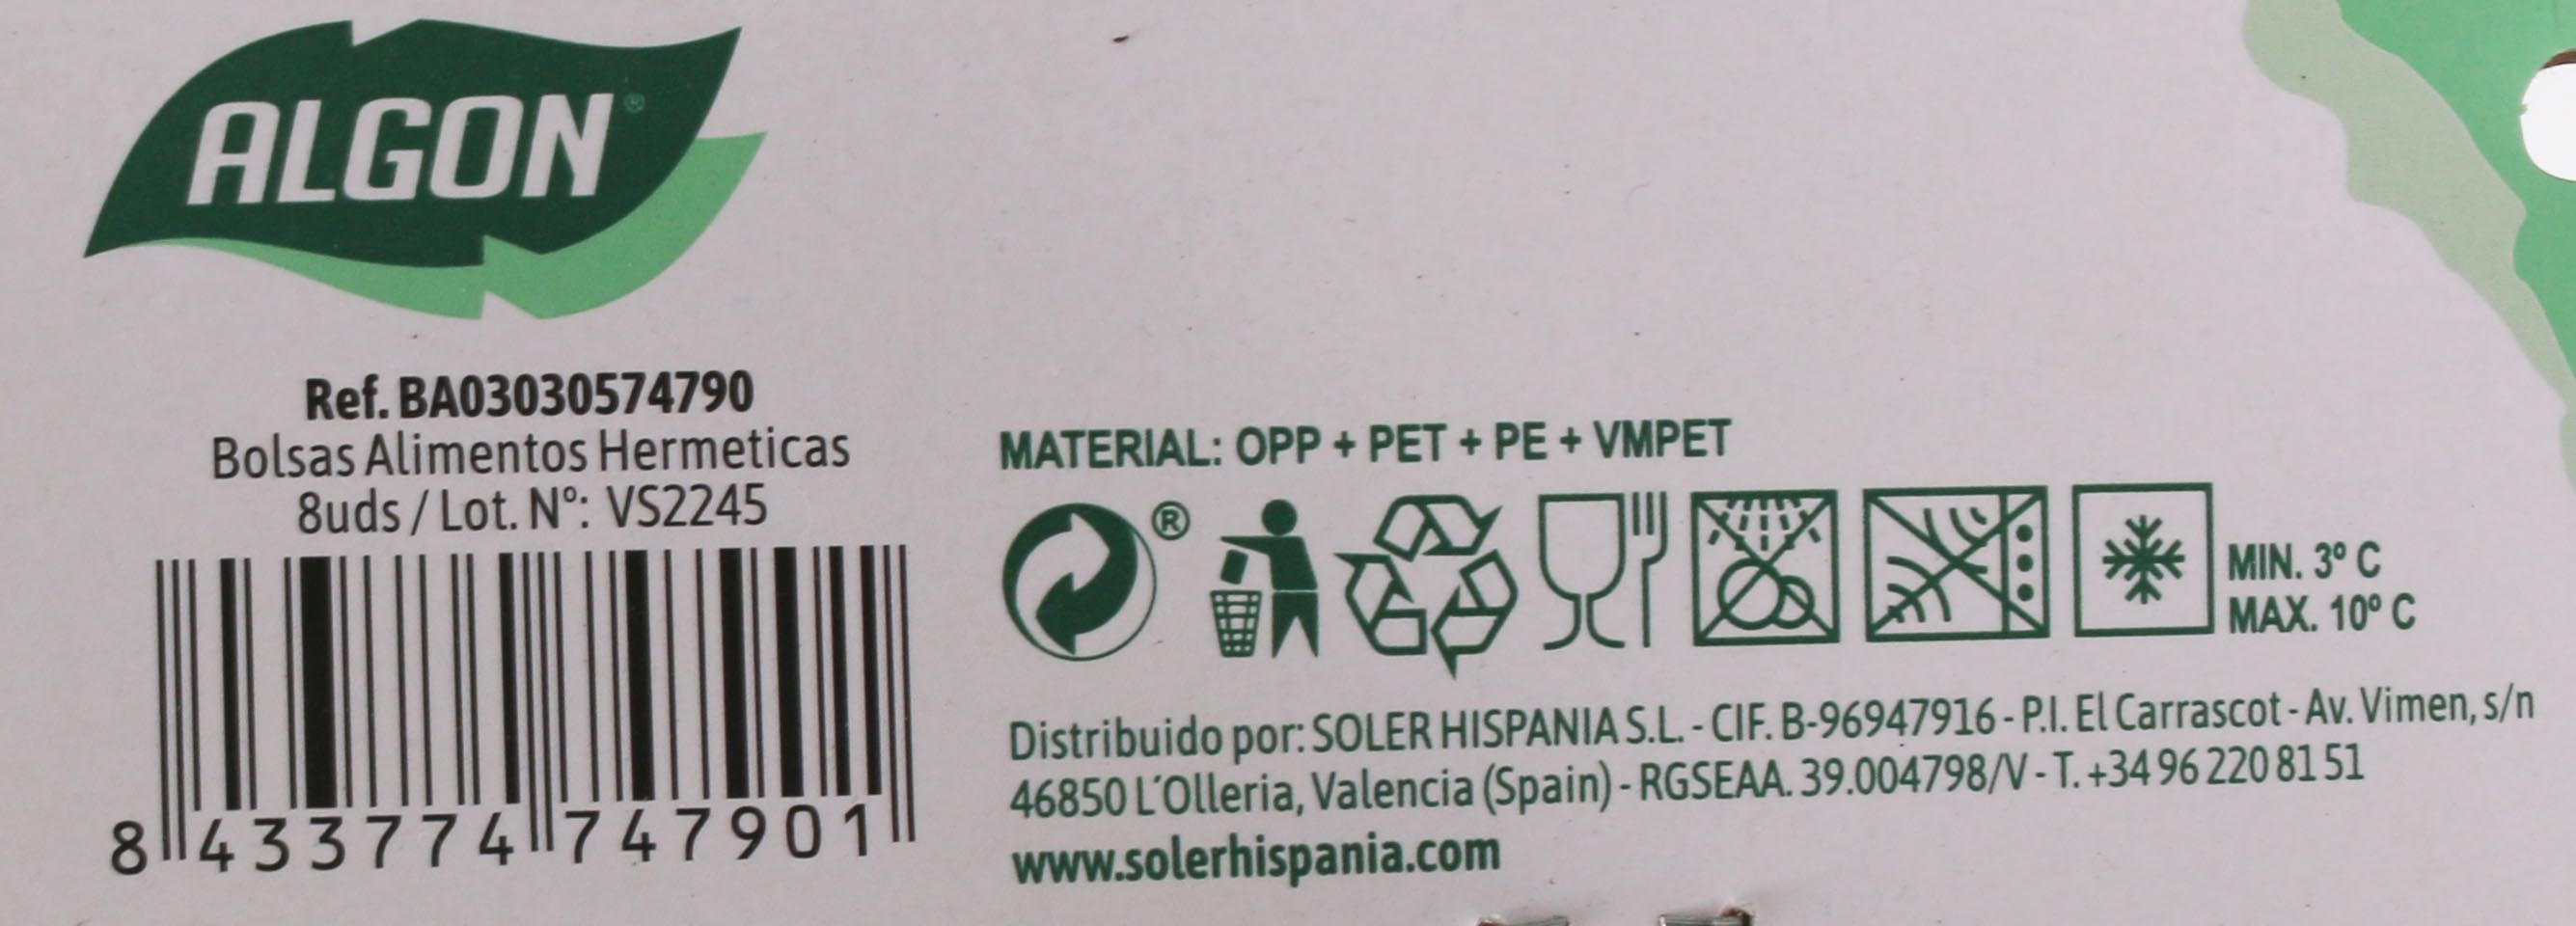 ALGON®
Ref. BA03030574790
Bolsas Alimentos Hermeticas
8uds / Lot. Nº: VS2245
8 433774 747901
MATERIAL: OPP + PET + PE + VMPET
®
MIN. 3º C
MAX. 10º C
Distribuido por: SOLER HISPANIA S.L. - CIF. B-96947916 - P.I. El Carrascot - Av. Vimen, s/n
46850 L´Olleria, Valencia (Spain) - RGSEAA. 39.004798/V - T. +34 96 220 81 51
www.solerhispania.com